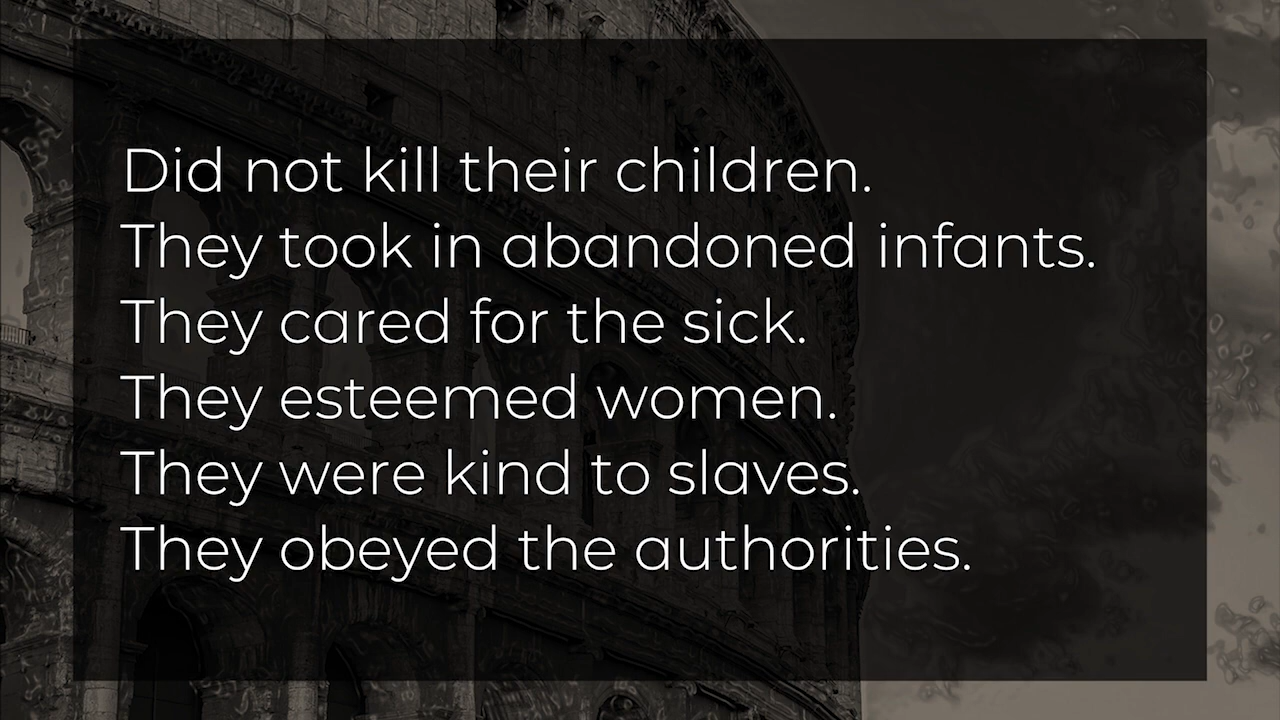 Did not kill their children.
They took in abandoned infants.
They cared for the sick.
They esteemed women.
They were kind to slaves.
They obeyed the authorities.